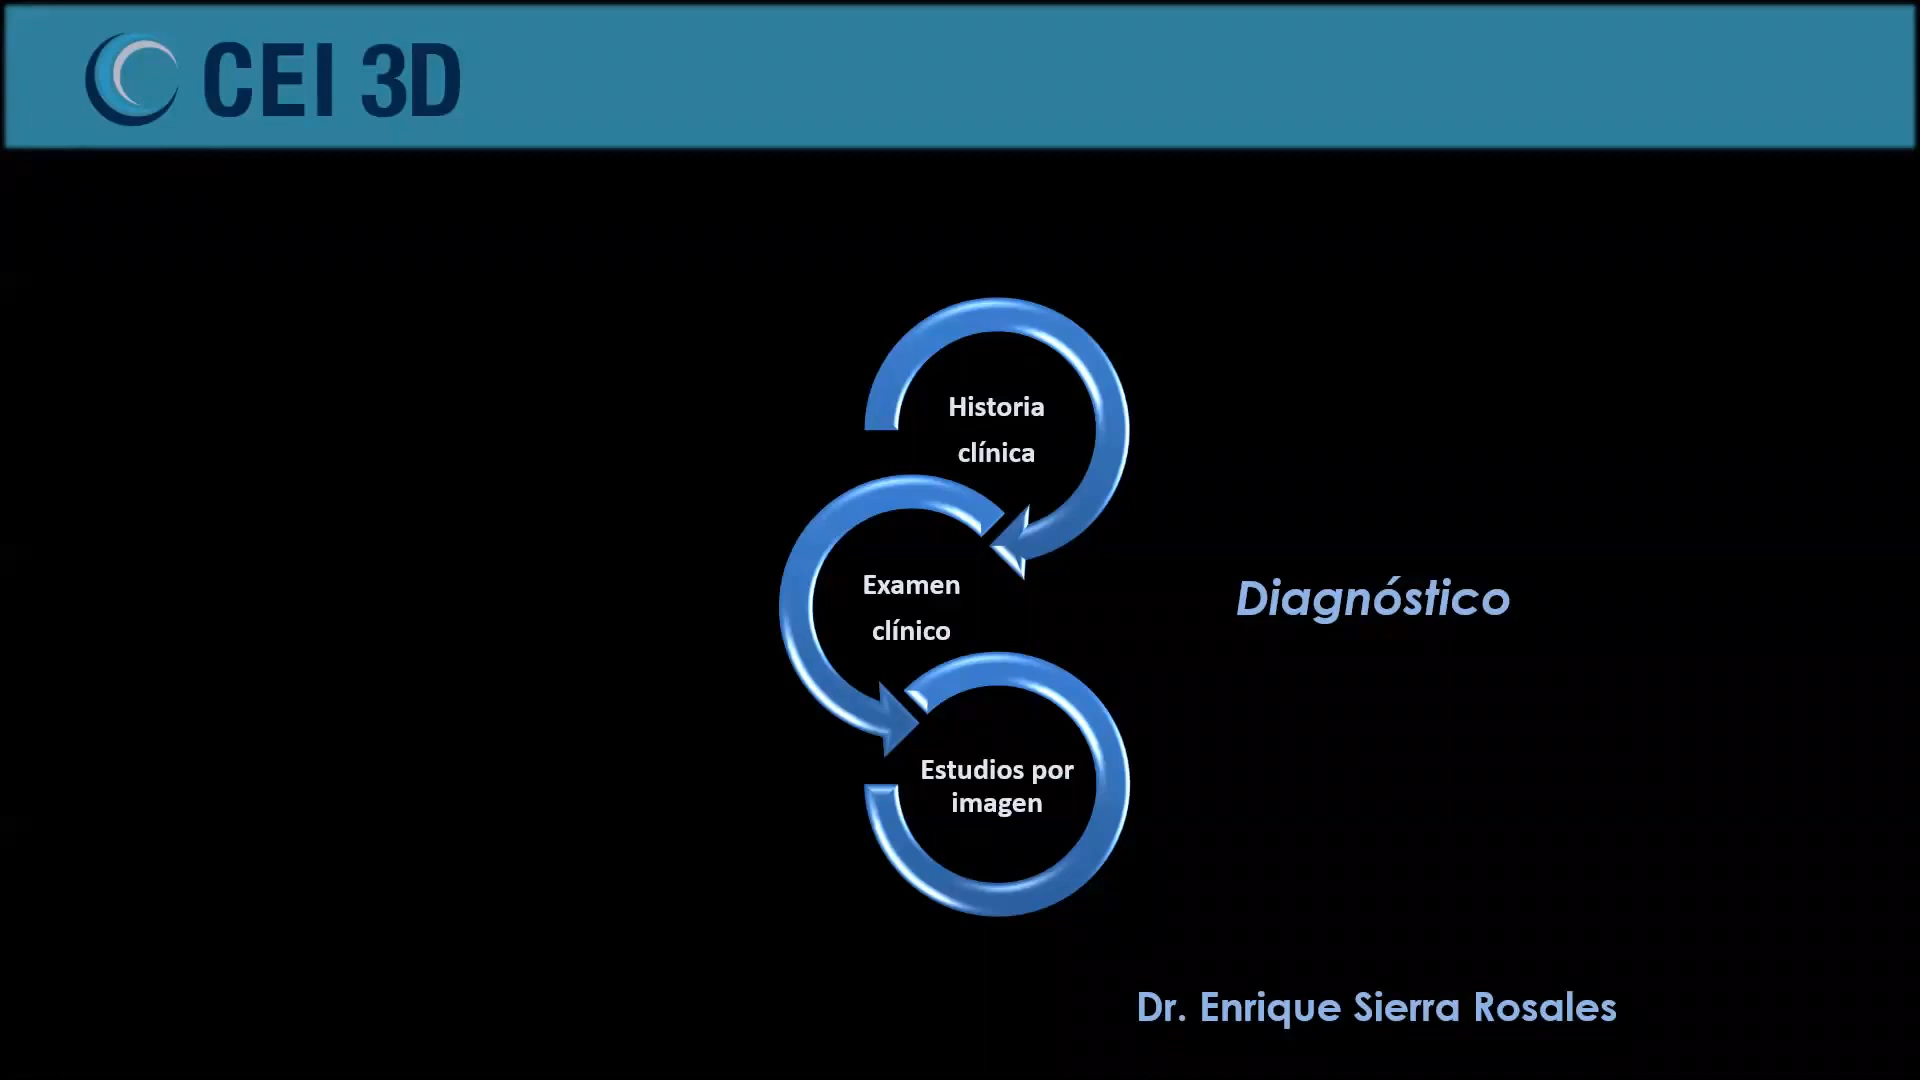 CEI 3D
Historia
clínica
Examen
clínico
Diagnóstico
Estudios por
imagen
Dr. Enrique Sierra Rosales